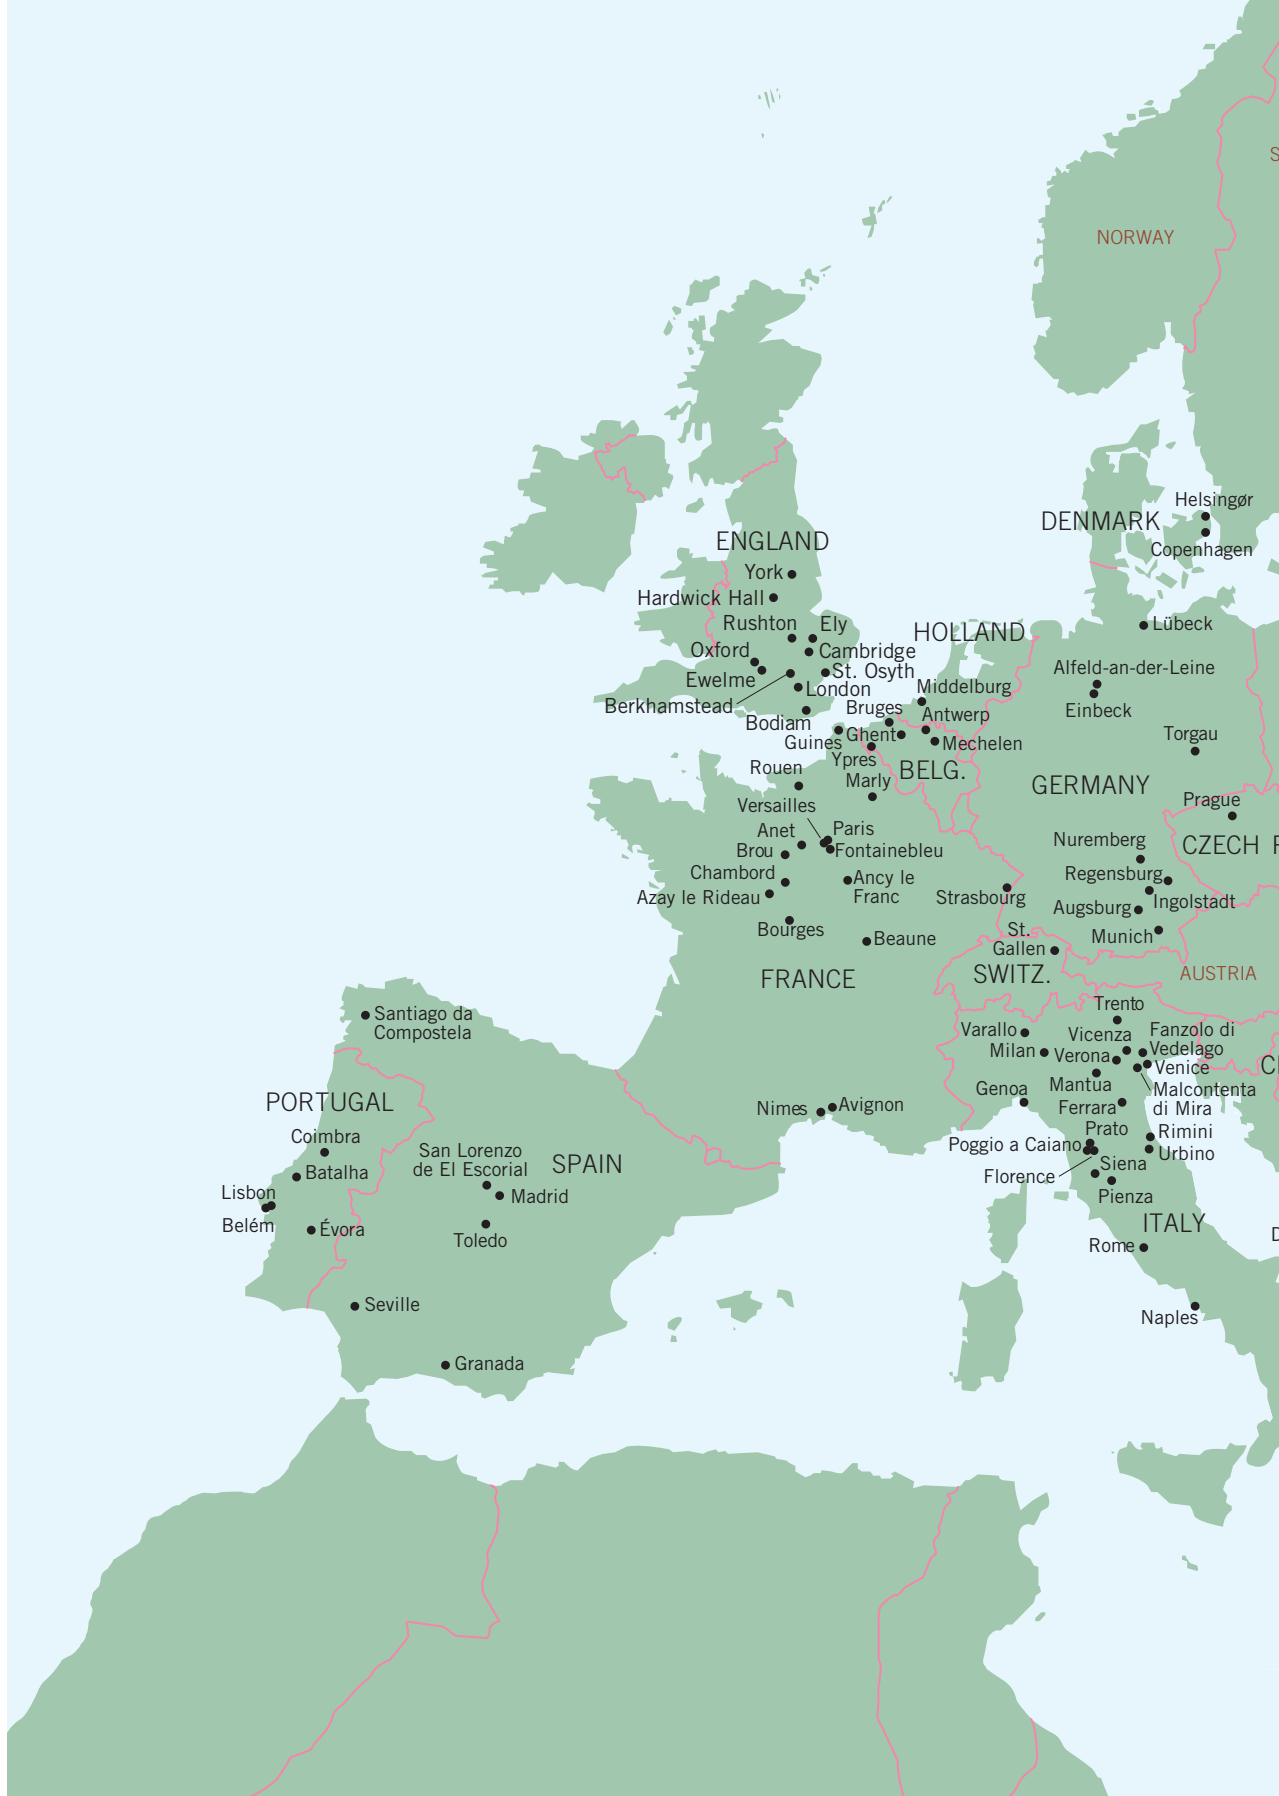 S
NORWAY
Helsingør
DENMARK
ENGLAND
Copenhagen
York
Hardwick Hall
Rushton
Ely
HOLLAND
Lübeck
Oxford
Cambridge
Alfeld-an-der-Leine
Ewelme
St. Osyth
London
Middelburg
Berkhamstead
Bruges
Einbeck
Bodiam
Antwerp
Guines
Ghent
Mechelen
Torgau
Ypres
Rouen
BELG.
Marly
GERMANY
Versailles
Prague
Anet
Paris
Nuremberg
Brou
Fontainebleu
CZECH R
Chambord
Regensburg
Ancy le
Franc
Azay le Rideau
Strasbourg
Ingolstadt
Augsburg
Bourges
Beaune
St.
Gallen
Munich
FRANCE
SWITZ.
AUSTRIA
Santiago da
Compostela
Trento
Varallo
Vicenza
Fanzolo di
Vedelago
Milan
Verona
Venice
CI
Genoa
Mantua
Malcontenta
di Mira
PORTUGAL
Nimes
Avignon
Ferrara
Coimbra
Prato
Rimini
San Lorenzo
de El Escorial
SPAIN
Poggio a Caiano
Urbino
Batalha
Florence
Siena
Lisbon
Madrid
Pienza
Belém
Évora
ITALY
D
Toledo
Rome
Seville
Naples
Granada